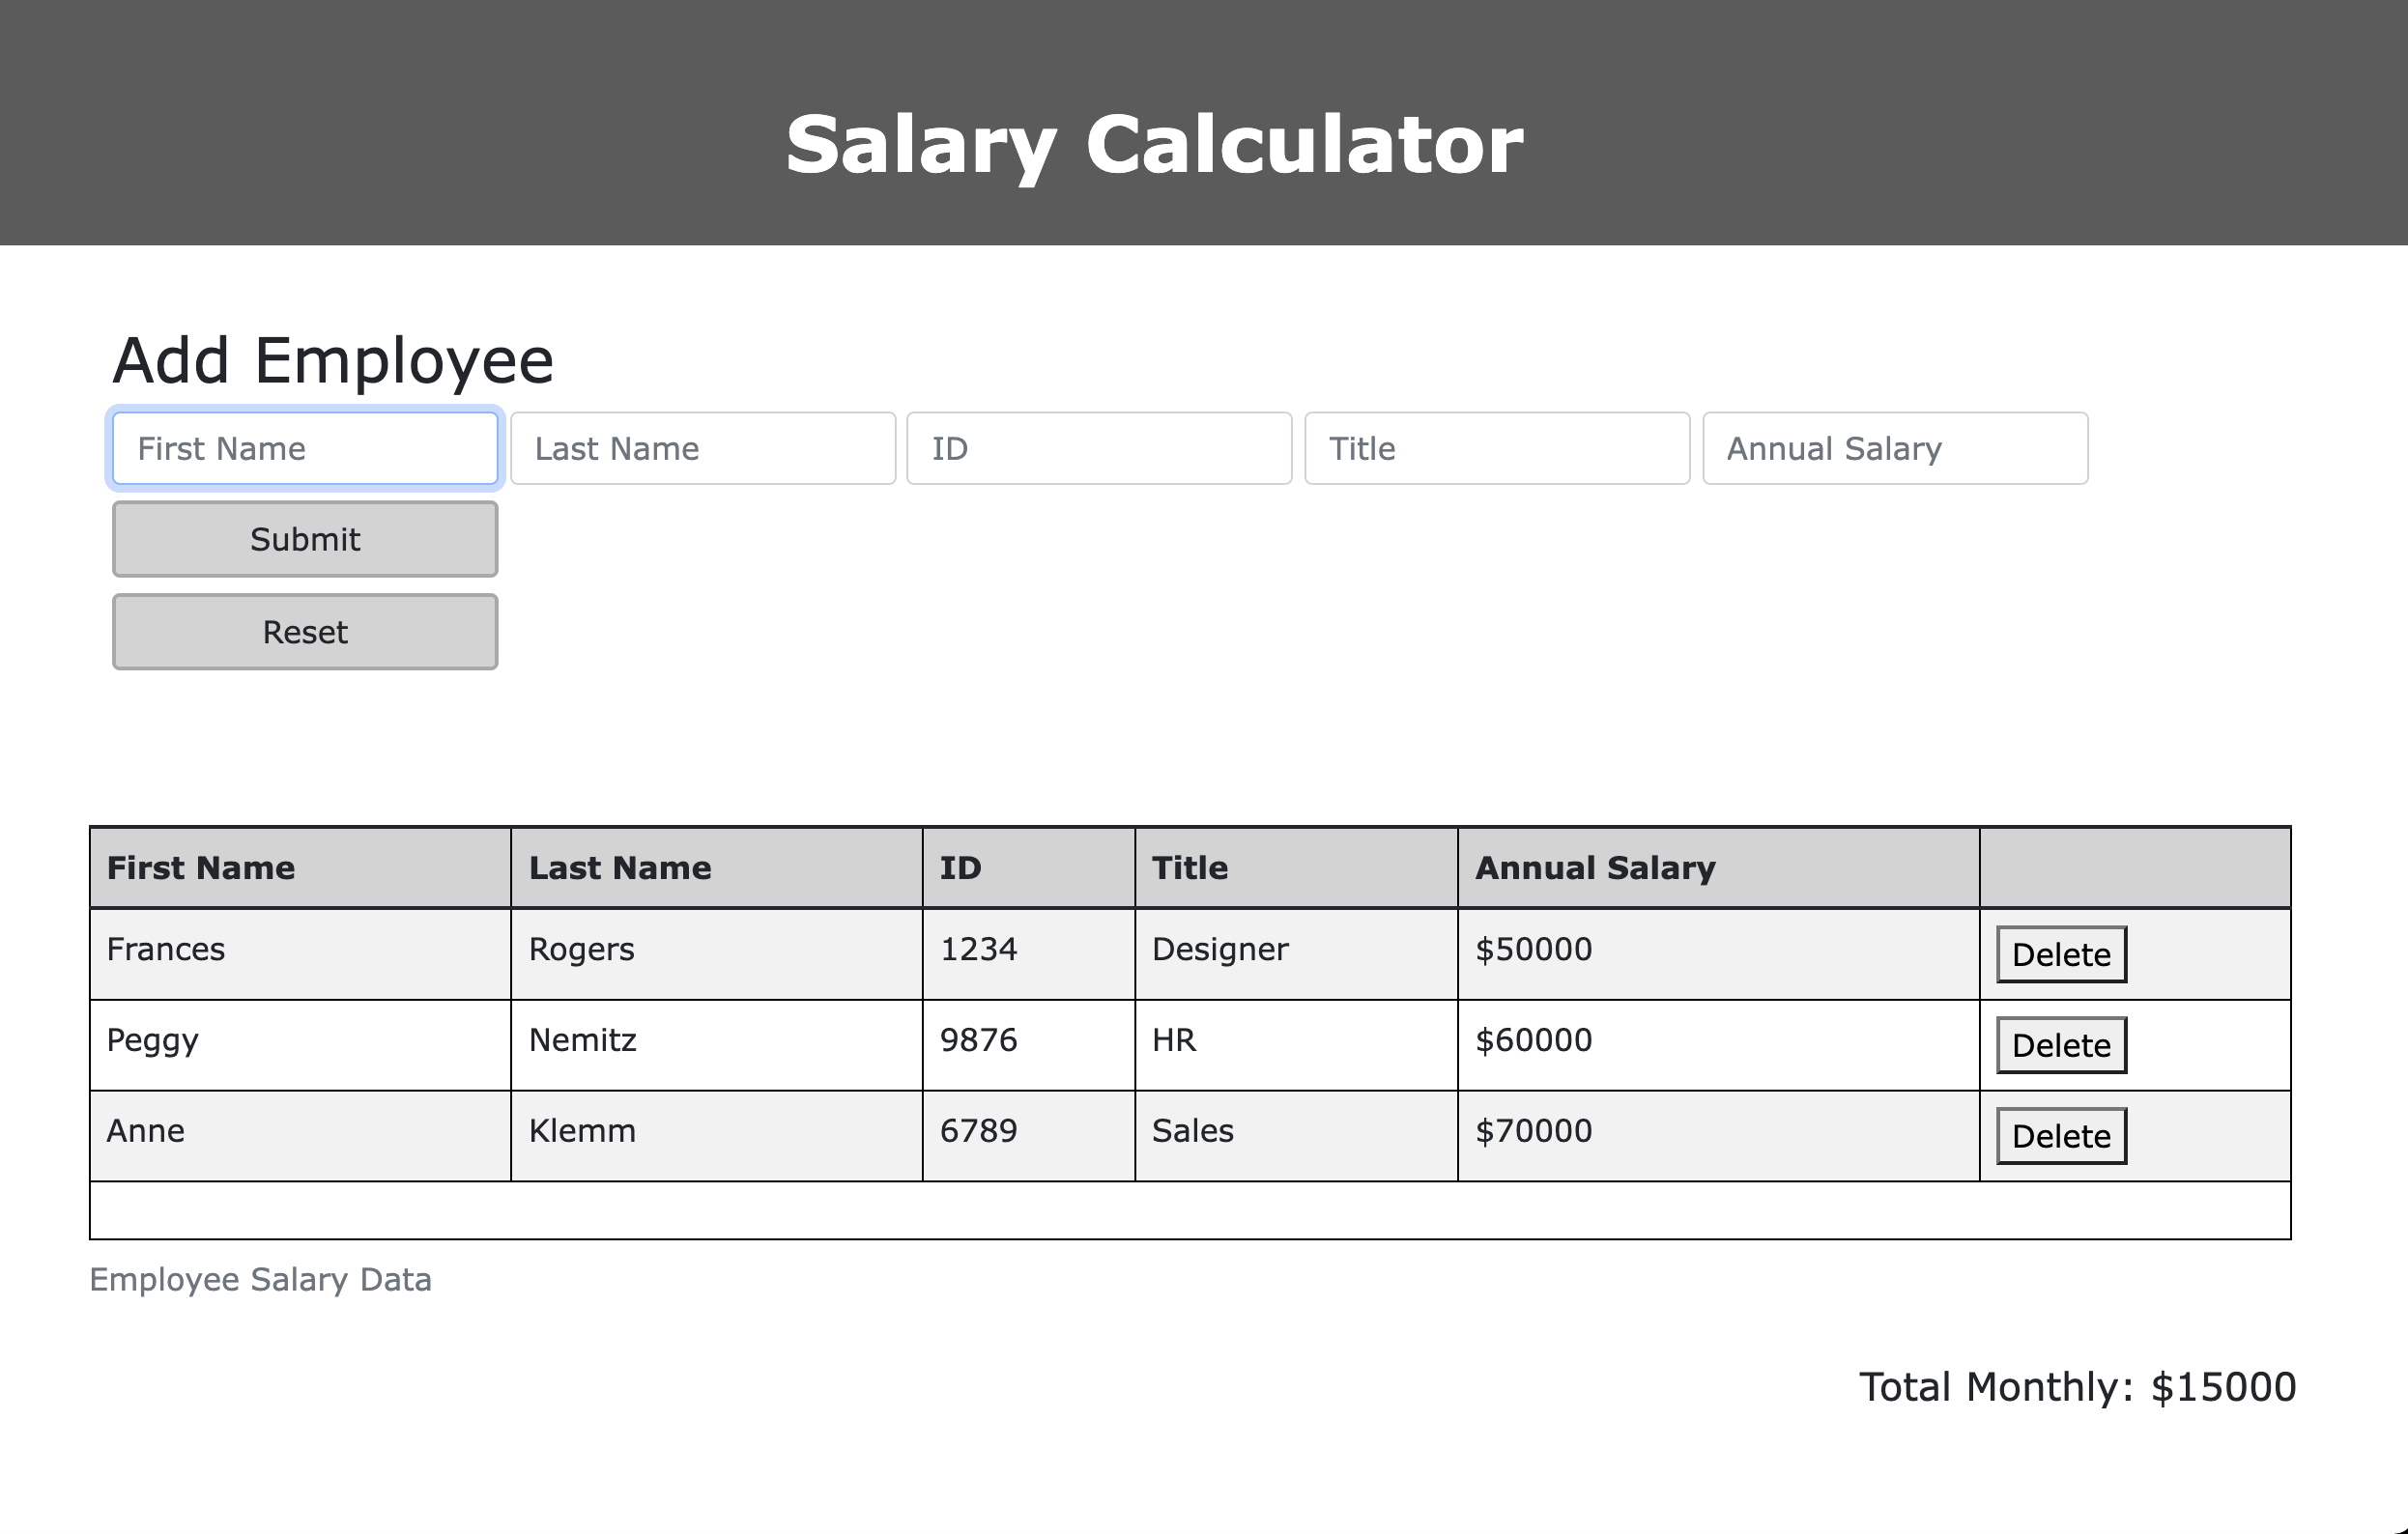 Salary Calculator
Add Employee
First Name Last Name ID Title Annual Salary
Submit
Reset
First Name Last Name ID Title Annual Salary
Frances Rogers 1234 Designer $50000 Delete
Peggy Nemitz 9876 HR $60000 Delete
Anne Klemm 6789 Sales $70000 Delete
Employee Salary Data
Total Monthly: $15000